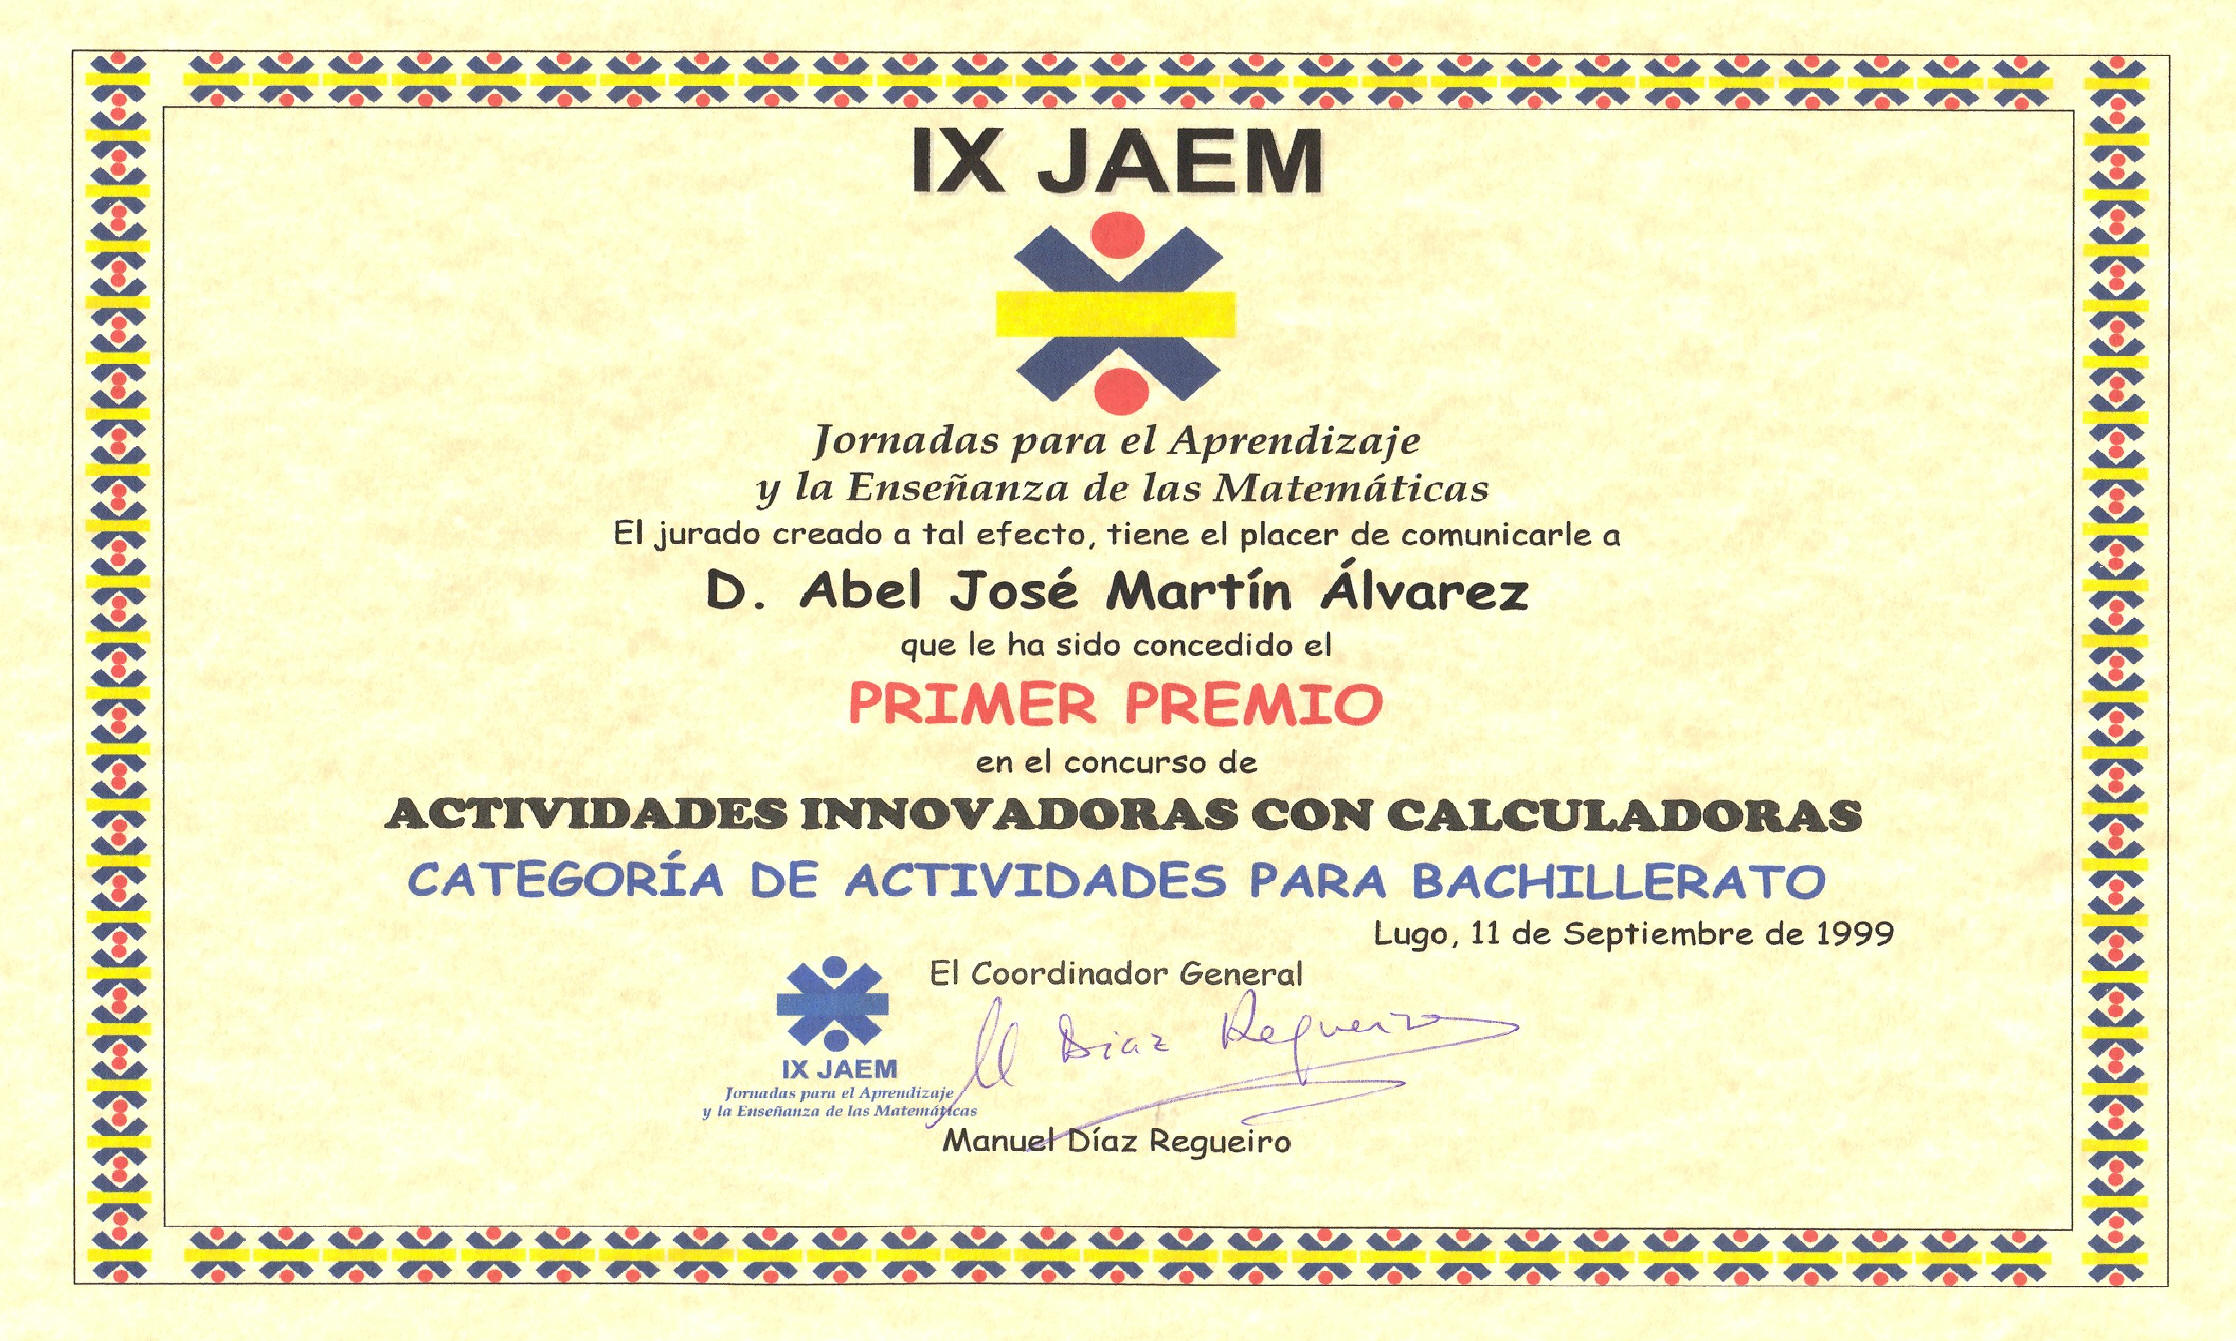 IX JAEM
Jornadas para el Aprendizaje
y la Enseñanza de las Matemáticas
El jurado creado a tal efecto, tiene el placer de comunicarle a
D. Abel José Martín Álvarez
que le ha sido concedido el
PRIMER PREMIO
en el concurso de
ACTIVIDADES INNOVADORAS CON CALCULADORAS
CATEGORÍA DE ACTIVIDADES PARA BACHILLERATO
Lugo, 11 de Septiembre de 1999
El Coordinador General
M Diaz Regueiro
IX JAEM
Jornadas para el Aprendizaje
y la Enseñanza de las Matemáticas
Manuel Díaz Regueiro